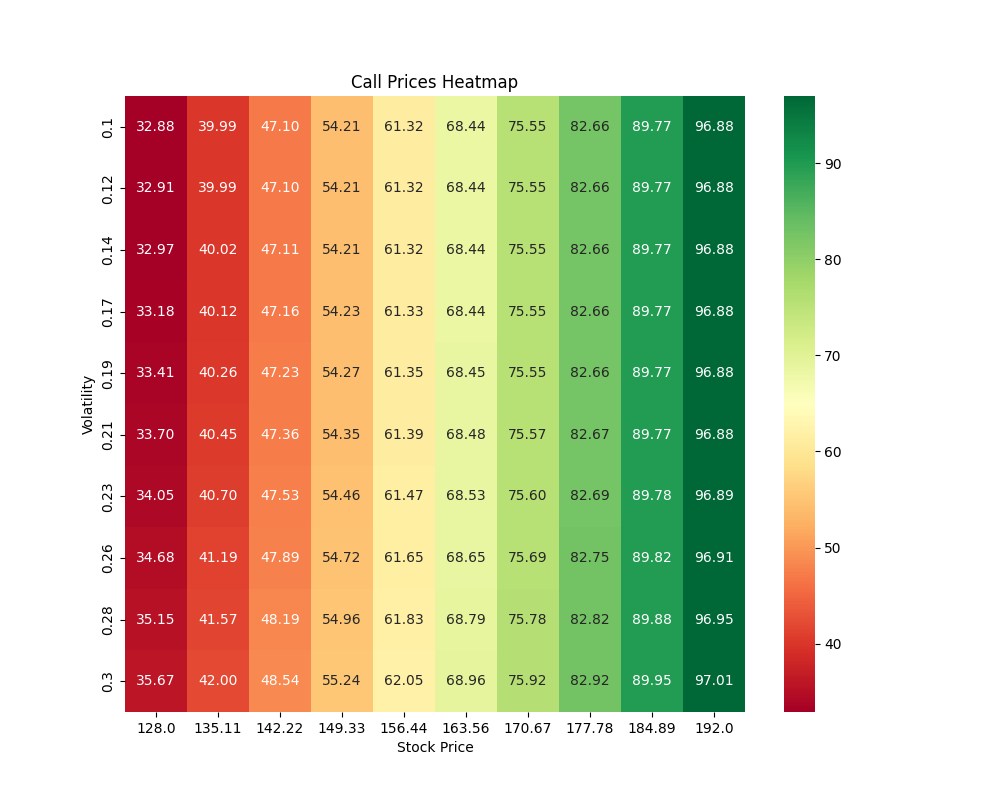 Call Prices Heatmap
Volatility
0.1 32.88 39.99 47.10 54.21 61.32 68.44 75.55 82.66 89.77 96.88
0.12 32.91 39.99 47.10 54.21 61.32 68.44 75.55 82.66 89.77 96.88
0.14 32.97 40.02 47.11 54.21 61.32 68.44 75.55 82.66 89.77 96.88
0.17 33.18 40.12 47.16 54.23 61.33 68.44 75.55 82.66 89.77 96.88
0.19 33.41 40.26 47.23 54.27 61.35 68.45 75.55 82.66 89.77 96.88
0.21 33.70 40.45 47.36 54.35 61.39 68.48 75.57 82.67 89.77 96.88
0.23 34.05 40.70 47.53 54.46 61.47 68.53 75.60 82.69 89.78 96.89
0.26 34.68 41.19 47.89 54.72 61.65 68.65 75.69 82.75 89.82 96.91
0.28 35.15 41.57 48.19 54.96 61.83 68.79 75.78 82.82 89.88 96.95
0.3 35.67 42.00 48.54 55.24 62.05 68.96 75.92 82.92 89.95 97.01
128.0 135.11 142.22 149.33 156.44 163.56 170.67 177.78 184.89 192.0
Stock Price
90
80
70
60
50
40